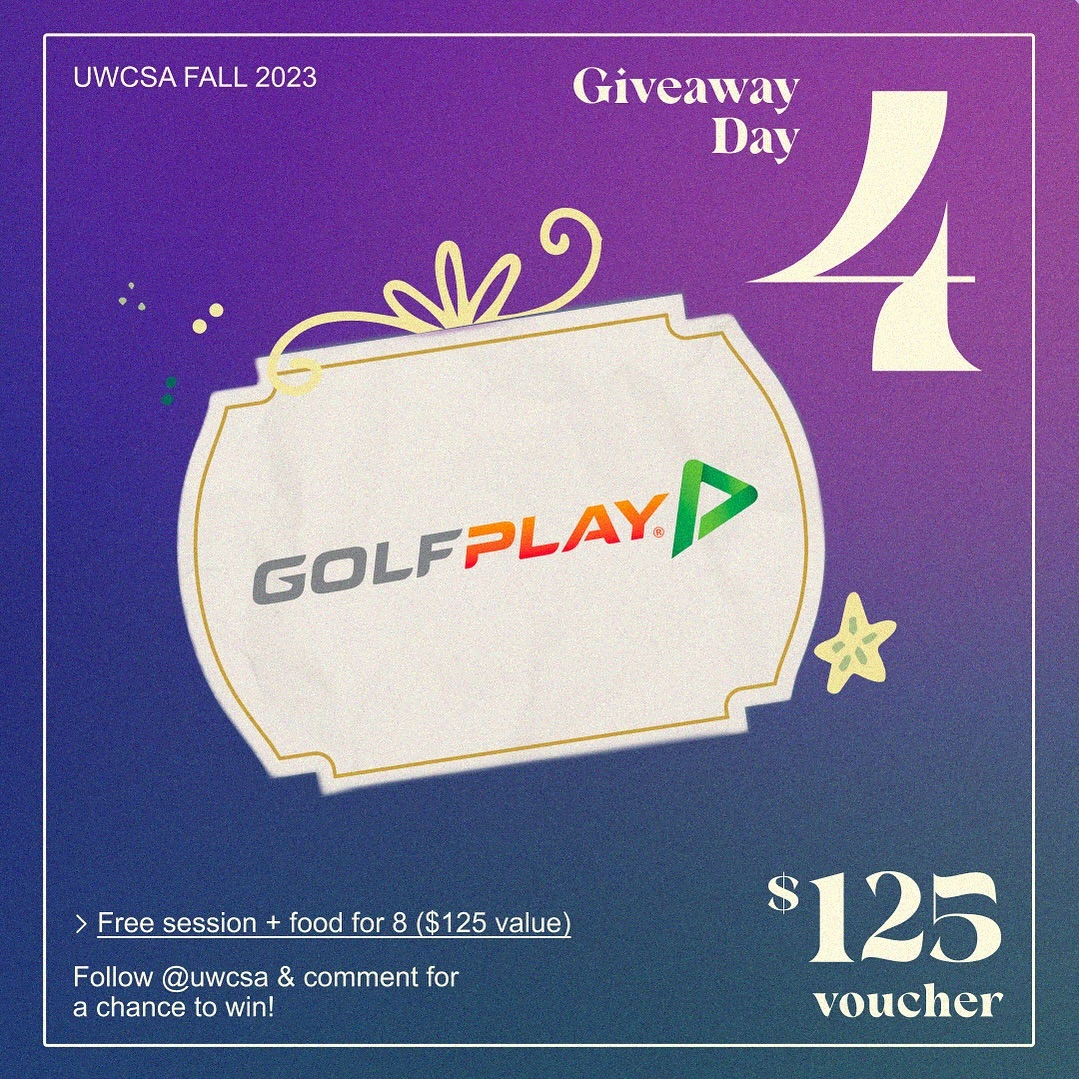 UWCSA FALL 2023
Giveaway
Day
4
GOLFPLAY®
> Free session + food for 8 ($125 value)
Follow @uwcsa & comment for
a chance to win!
$125
voucher